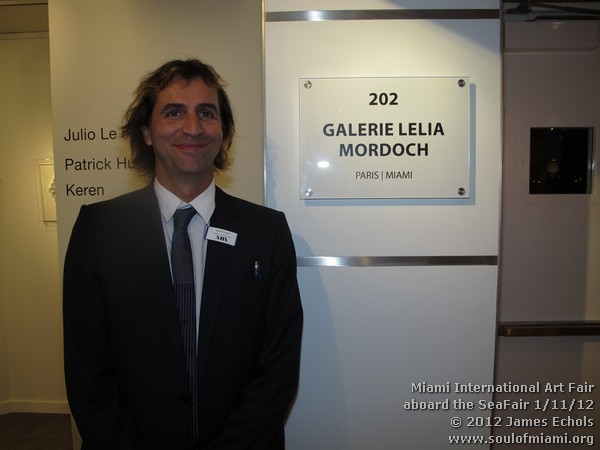 Julio Le
Patrick Hu
Keren
202
GALERIE LELIA
MORDOCH
PARIS | MIAMI
Miami International Art Fair
aboard the SeaFair 1/11/12
© 2012 James Echols
www.soulofmiami.org